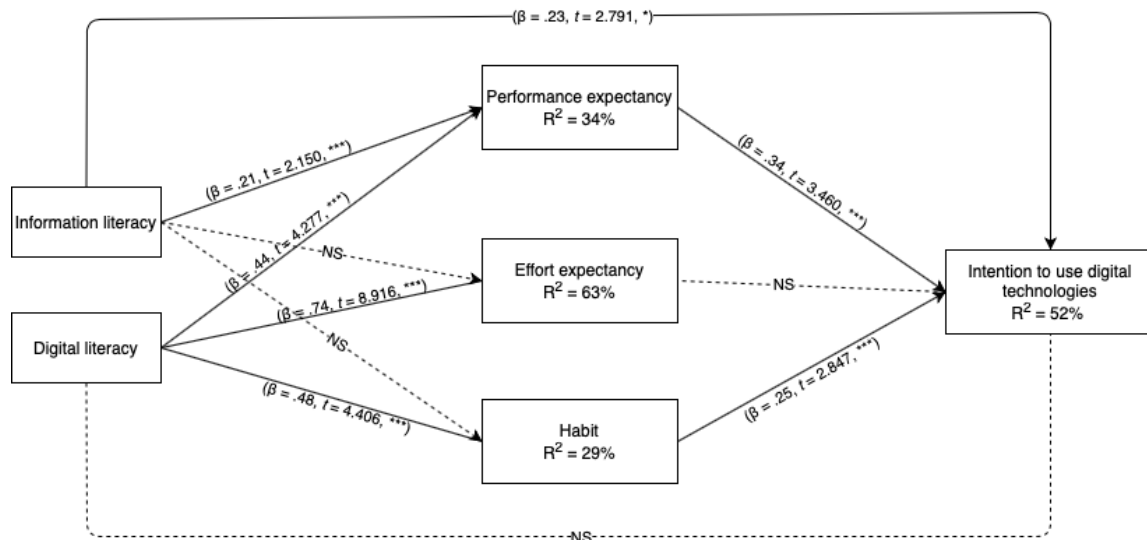 (β = .23, t = 2.791, *)
Performance expectancy
R² = 34%
(β = .21, t = 2.150, ***)
(β = .34, t = 3.460, ***)
Information literacy
(β = .44, t = 4.277, ***)
NS
Effort expectancy
R² = 63%
NS
Intention to use digital
technologies
R² = 52%
(β = .74, t = 8.916, ***)
Digital literacy
NS
(β = .48, t = 4.406, ***)
(β = .25, t = 2.847, ***)
Habit
R² = 29%
NS